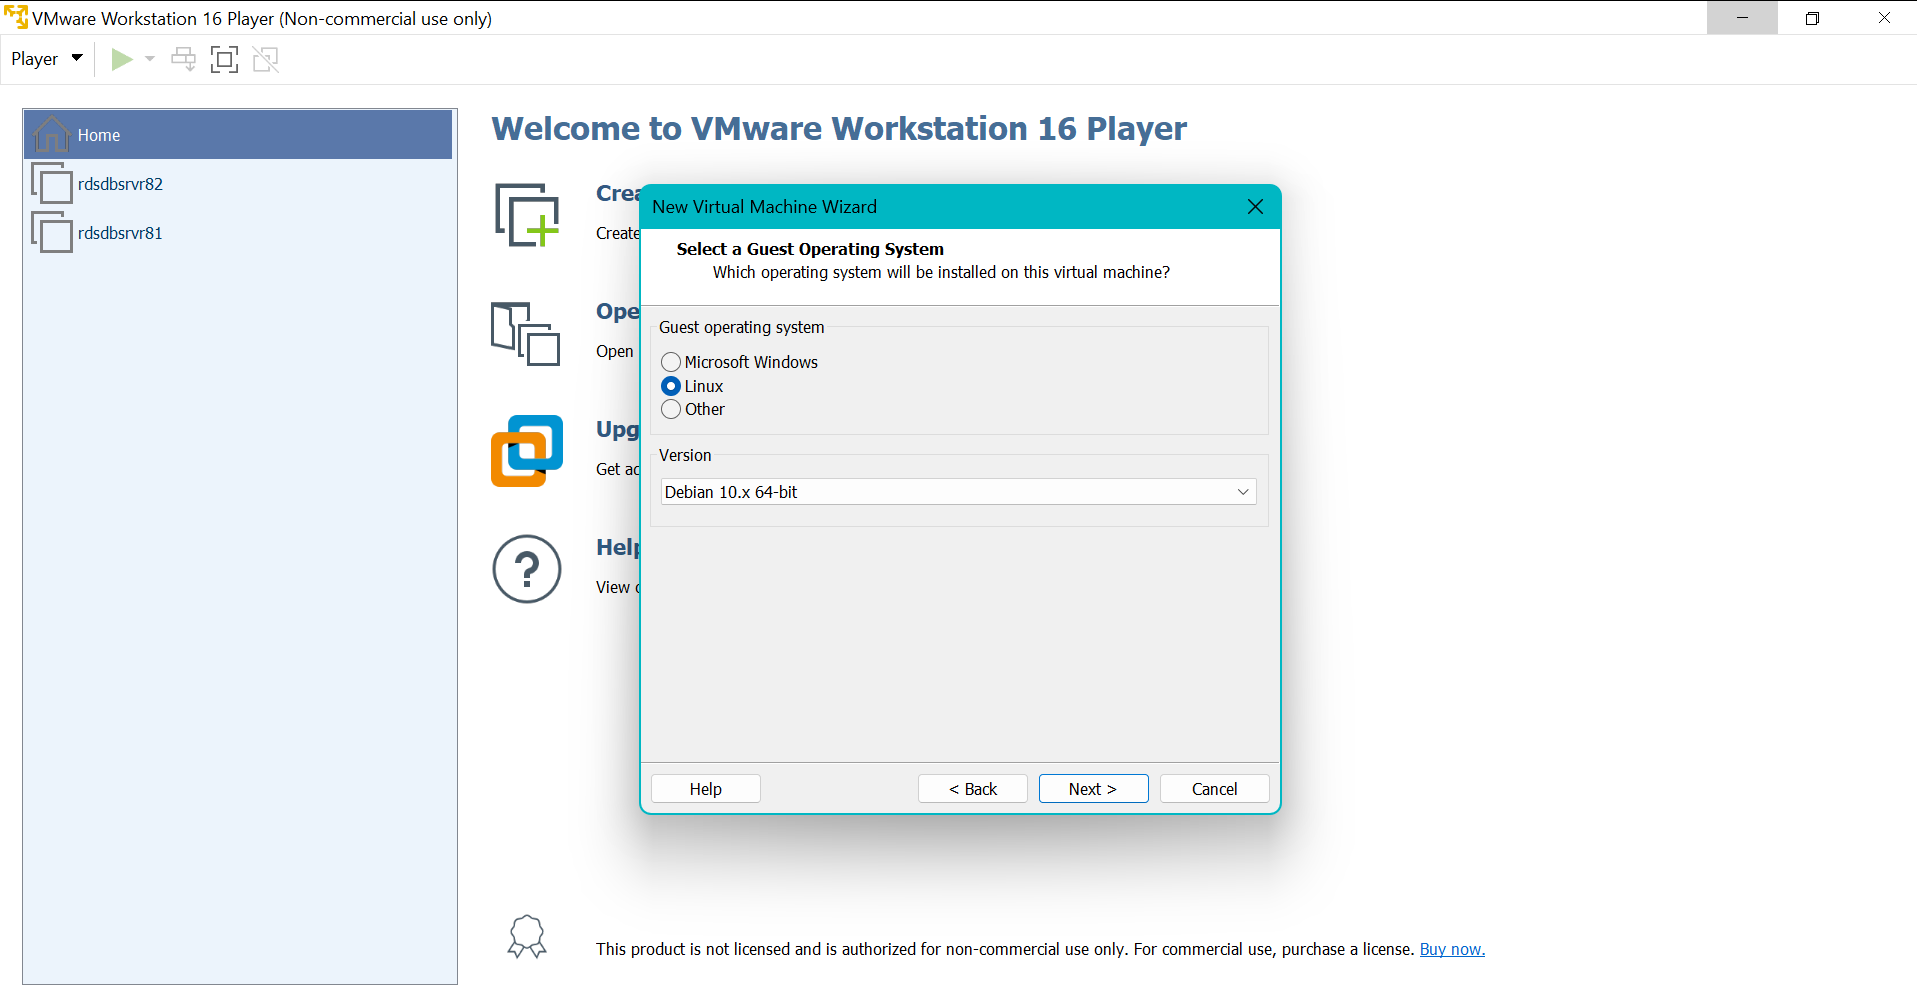 VMware Workstation 16 Player (Non-commercial use only)
Player
Home
rdsdbsrvr82
rdsdbsrvr81
Welcome to VMware Workstation 16 Player
Crea
Create
Ope
Open
Upg
Get ac
?
Help
View
New Virtual Machine Wizard
Select a Guest Operating System
Which operating system will be installed on this virtual machine?
Guest operating system
Microsoft Windows
Linux
Other
Version
Debian 10.x 64-bit
Help
< Back
Next >
Cancel
This product is not licensed and is authorized for non-commercial use only. For commercial use, purchase a license. Buy now.